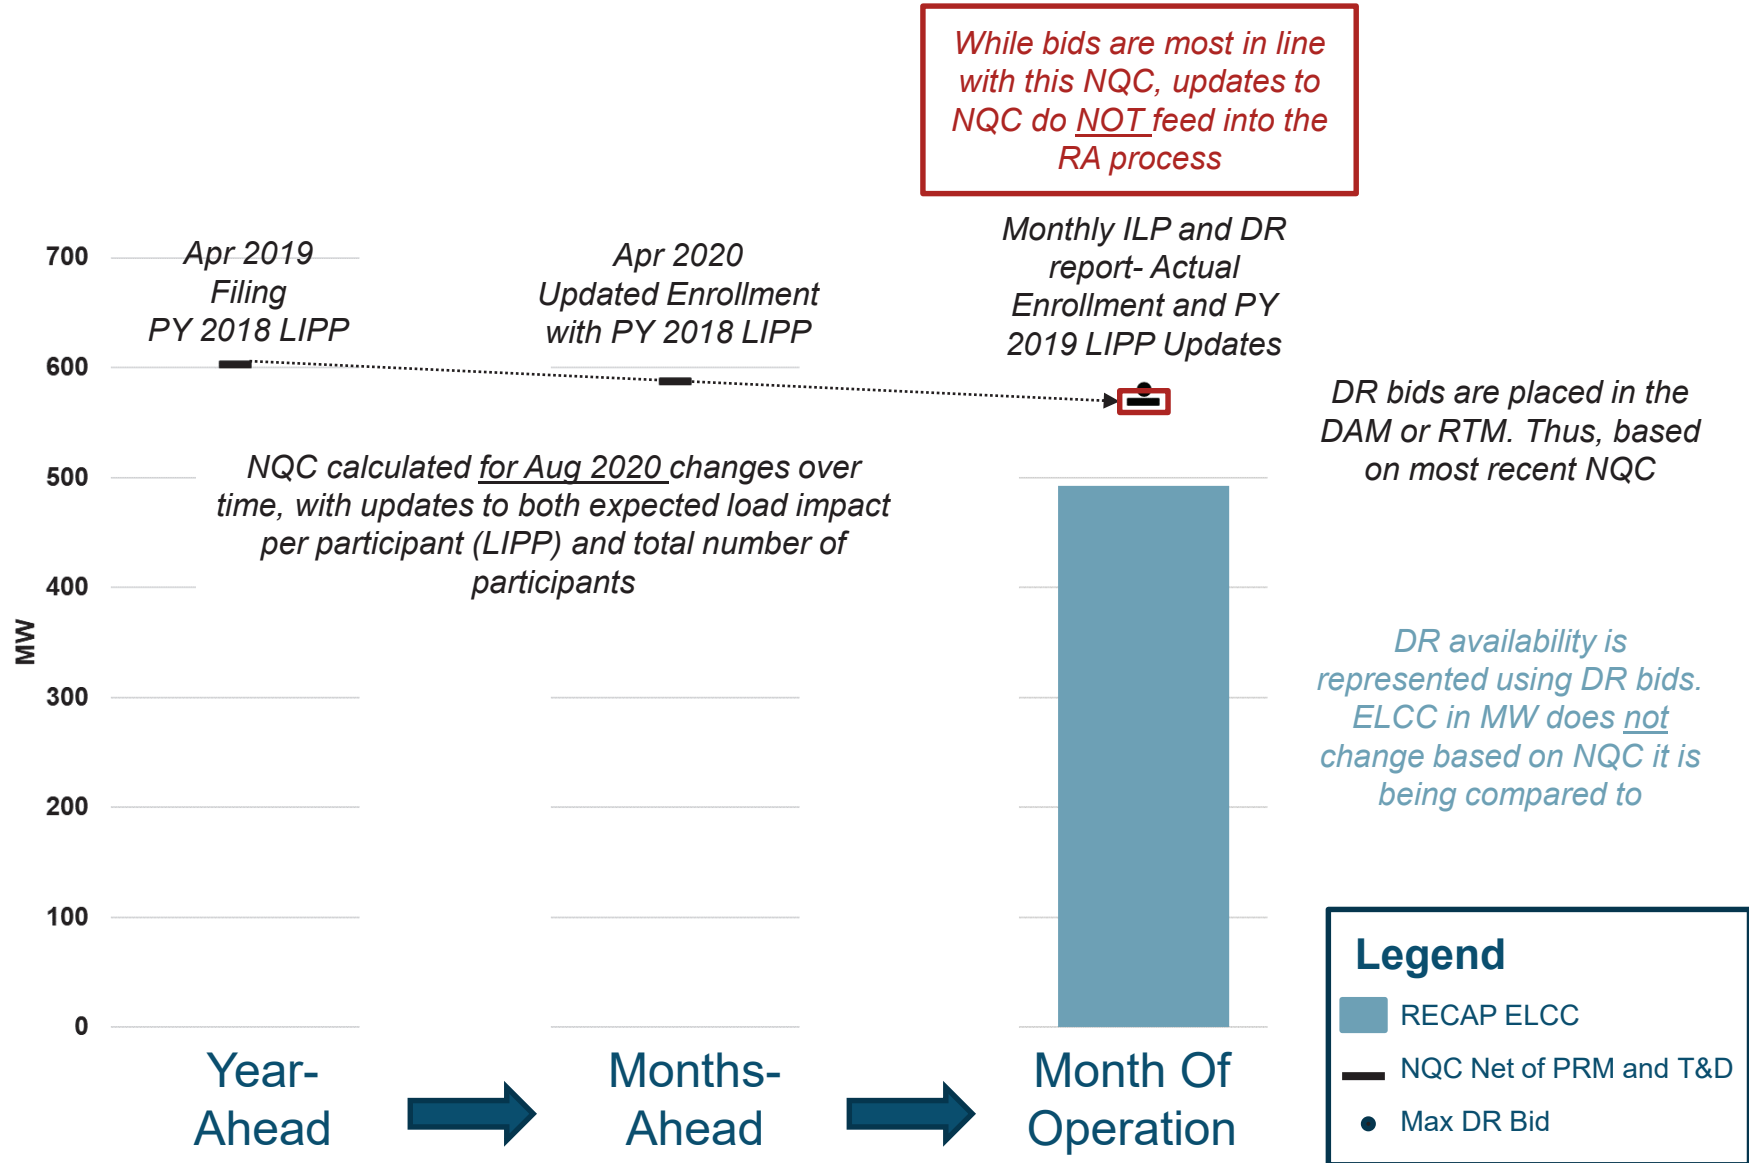 While bids are most in line
with this NQC, updates to
NQC do NOT feed into the
RA process
Apr 2019
Filing
PY 2018 LIPP
Apr 2020
Updated Enrollment
with PY 2018 LIPP
Monthly ILP and DR
report- Actual
Enrollment and PY
2019 LIPP Updates
DR bids are placed in the
DAM or RTM. Thus, based
on most recent NQC
NQC calculated for Aug 2020 changes over
time, with updates to both expected load impact
per participant (LIPP) and total number of
participants
DR availability is
represented using DR bids.
ELCC in MW does not
change based on NQC it is
being compared to
MW
700
600
500
400
300
200
100
0
Year-
Ahead
Months-
Ahead
Month Of
Operation
Legend
RECAP ELCC
NQC Net of PRM and T&D
Max DR Bid